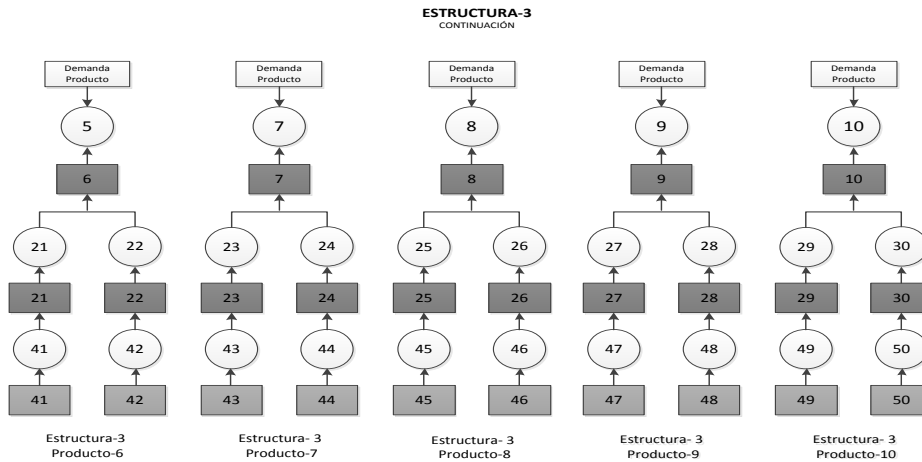 ESTRUCTURA-3
CONTINUACIÓN
Demanda
Producto
Demanda
Producto
Demanda
Producto
Demanda
Producto
Demanda
Producto
5
7
8
9
10
6
7
8
9
10
21
22
23
24
25
26
27
28
29
30
21
22
23
24
25
26
27
28
29
30
41
42
43
44
45
46
47
48
49
50
41
42
43
44
45
46
47
48
49
50
Estructura-3
Producto-6
Estructura- 3
Producto-7
Estructura- 3
Producto-8
Estructura- 3
Producto-9
Estructura- 3
Producto-10